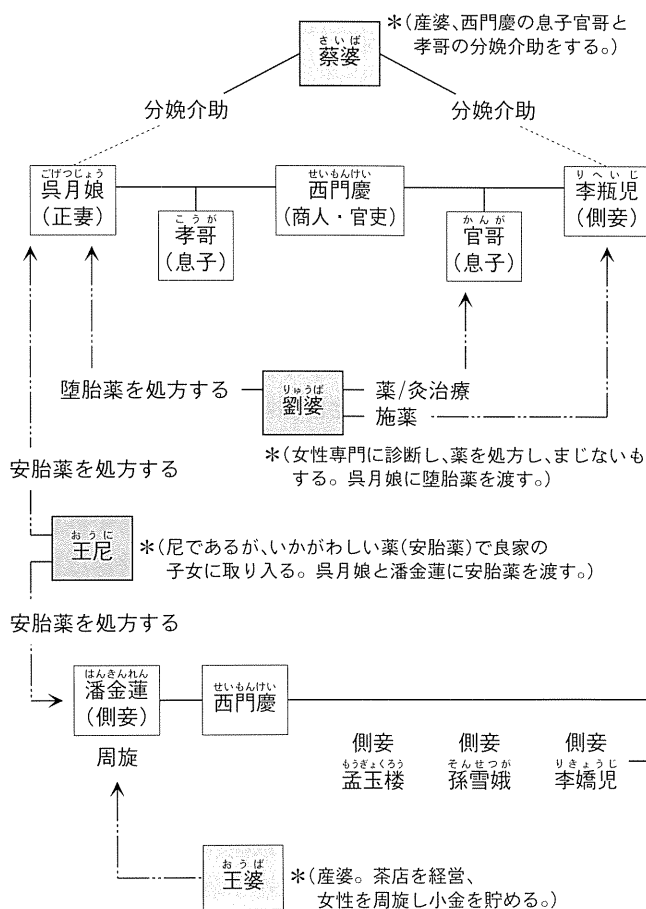 さいば
蔡婆
＊(産婆、西門慶の息子官哥と
孝哥の分娩介助をする。)
分娩介助
分娩介助
ごげつじょう
呉月娘
(正妻)
せいもんけい
西門慶
(商人・官吏)
りへいじ
李瓶児
(側妾)
こうが
孝哥
(息子)
かんが
官哥
(息子)
堕胎薬を処方する
りゅうば
劉婆
薬/灸治療
施薬
＊(女性専門に診断し、薬を処方し、まじないも
する。呉月娘に堕胎薬を渡す。)
安胎薬を処方する
おうに
王尼
＊(尼であるが、いかがわしい薬(安胎薬)で良家の
子女に取り入る。呉月娘と潘金蓮に安胎薬を渡す。)
安胎薬を処方する
はんきんれん
潘金蓮
(側妾)
せいもんけい
西門慶
周旋
側妾
もうぎょくろう
孟玉楼
側妾
そんせつが
孫雪娥
側妾
りきょうじ
李嬌児
おうば
王婆
＊(産婆。茶店を経営、
女性を周旋し小金を貯める。)